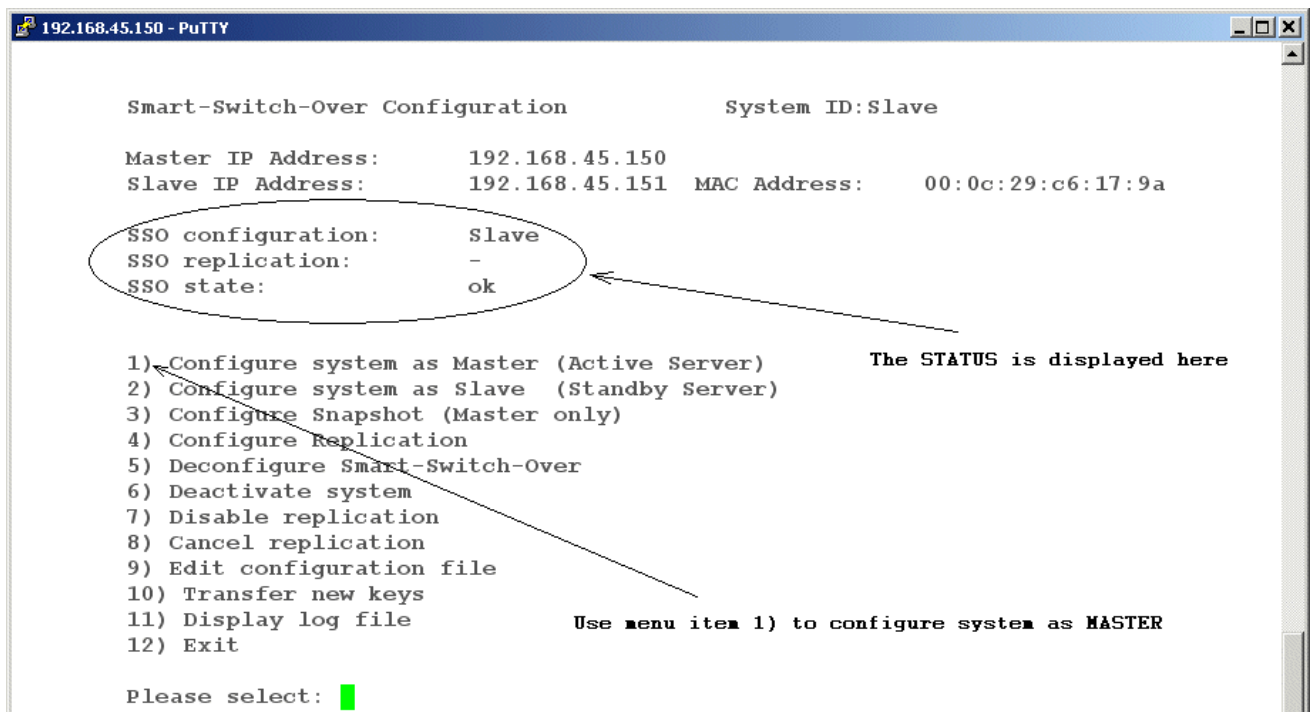 192.168.45.150 - PuTTY
Smart-Switch-Over Configuration System ID:Slave
Master IP Address: 192.168.45.150
Slave IP Address: 192.168.45.151 MAC Address: 00:0c:29:c6:17:9a
SSO configuration: Slave
SSO replication: -
SSO state: ok
The STATUS is displayed here
1) Configure system as Master (Active Server)
2) Configure system as Slave (Standby Server)
3) Configure Snapshot (Master only)
4) Configure Replication
5) Deconfigure Smart-Switch-Over
6) Deactivate system
7) Disable replication
8) Cancel replication
9) Edit configuration file
10) Transfer new keys
11) Display log file
12) Exit
Use menu item 1) to configure system as MASTER
Please select: